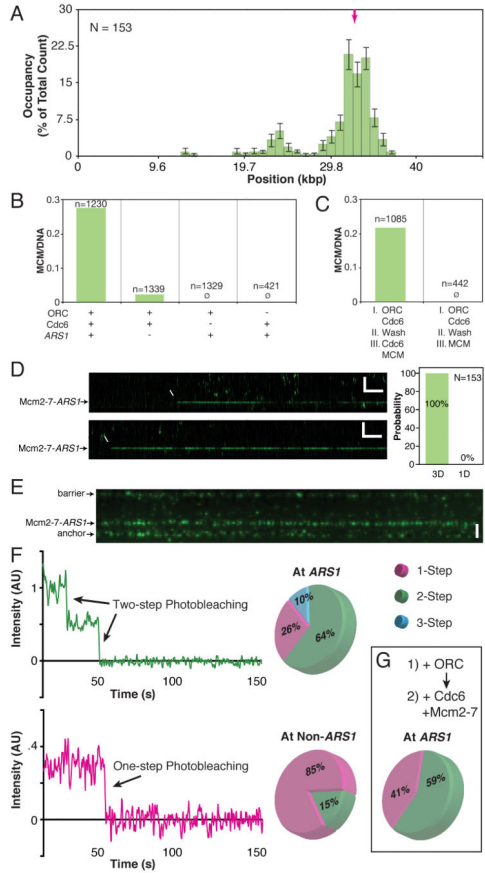 A
N = 153
Occupancy
(% of Total Count)
30
22.5
15
7.5
0
0
9.6
19.7
29.8
40
Position (kbp)
B
MCM/DNA
0.3
0.2
0.1
0
n=1230
n=1339
n=1329
Ø
n=421
Ø
ORC + + + -
Cdc6 + + - +
ARS1 + - + +
C
MCM/DNA
0.3
0.2
0.1
0
n=1085
n=442
Ø
I. ORC
Cdc6
II. Wash
III. Cdc6
MCM
I. ORC
Cdc6
II. Wash
III. MCM
D
Mcm2-7-ARS1
Mcm2-7-ARS1
Probability
100
80
60
40
20
0
N=153
100%
0%
3D
1D
E
barrier
Mcm2-7-ARS1
anchor
F
Intensity (AU)
1
0
Two-step Photobleaching
50
100
150
Time (s)
At ARS1
10%
26%
64%
1-Step
2-Step
3-Step
Intensity (AU)
.4
0
One-step Photobleaching
50
100
150
Time (s)
At Non-ARS1
85%
15%
G
1) + ORC
2) + Cdc6
+Mcm2-7
At ARS1
41%
59%